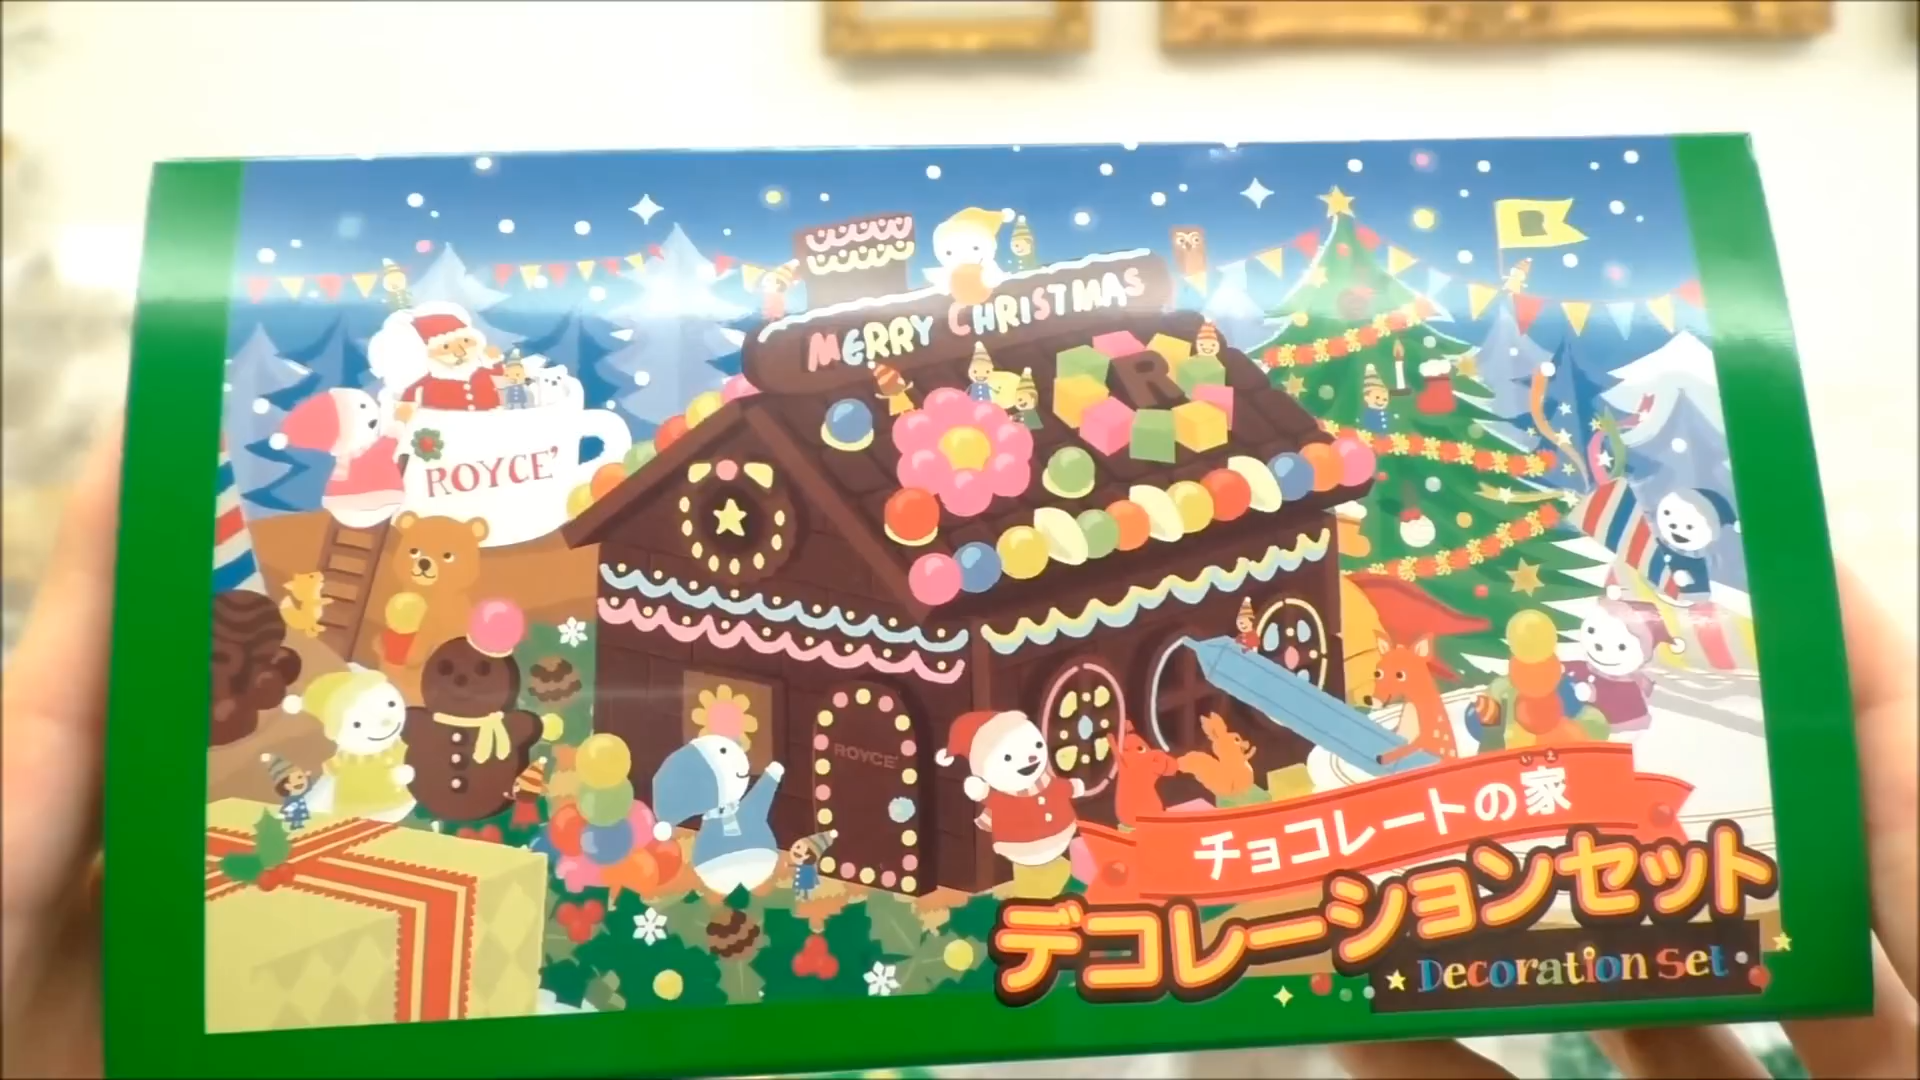 MERRY CHRISTMAS
R
R
ROYCE'
ROYCE'
チョコレートの家
いえ
デコレーションセット
Decoration Set